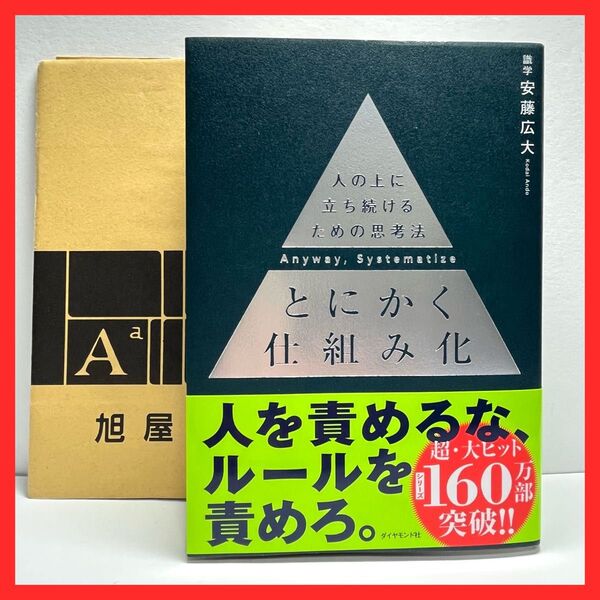 識学 安藤広大
Kodai Ando
人の上に
立ち続ける
ための思考法
Anyway, Systematize
とにかく
仕組み化
人を責めるな、
ルールを
責めろ。
超・大ヒット
シリーズ
160万部
突破!!
ダイヤモンド社
Aa
旭屋